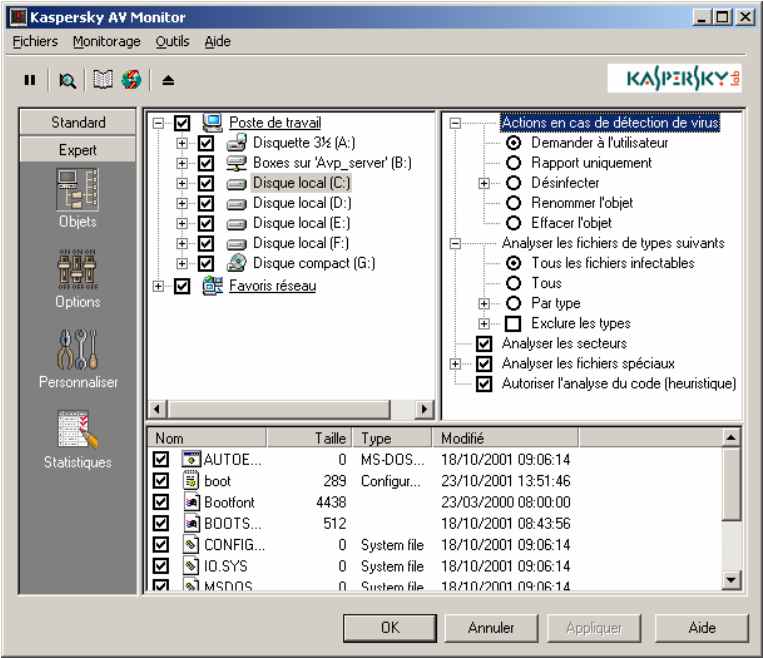 Kaspersky AV Monitor
Fichiers Monitorage Outils Aide
KASPERSKY lab
Standard
Expert
Objets
Options
Personnaliser
Statistiques
Poste de travail
Disquette 3½ (A:)
Boxes sur 'Avp_server' (B:)
Disque local (C:)
Disque local (D:)
Disque local (E:)
Disque local (F:)
Disque compact (G:)
Favoris réseau
Actions en cas de détection de virus
Demander à l'utilisateur
Rapport uniquement
Désinfecter
Renommer l'objet
Effacer l'objet
Analyser les fichiers de types suivants
Tous les fichiers infectables
Tous
Par type
Exclure les types
Analyser les secteurs
Analyser les fichiers spéciaux
Autoriser l'analyse du code (heuristique)
Nom Taille Type Modifié
AUTOE... 0 MS-DOS... 18/10/2001 09:06:14
boot 289 Configur... 23/10/2001 13:51:46
Bootfont 4438 23/03/2000 08:00:00
BOOTS... 512 18/10/2001 08:43:56
CONFIG... 0 System file 18/10/2001 09:06:14
IO.SYS 0 System file 18/10/2001 09:06:14
MSDOS 0 System file 18/10/2001 09:06:14
OK Annuler Appliquer Aide